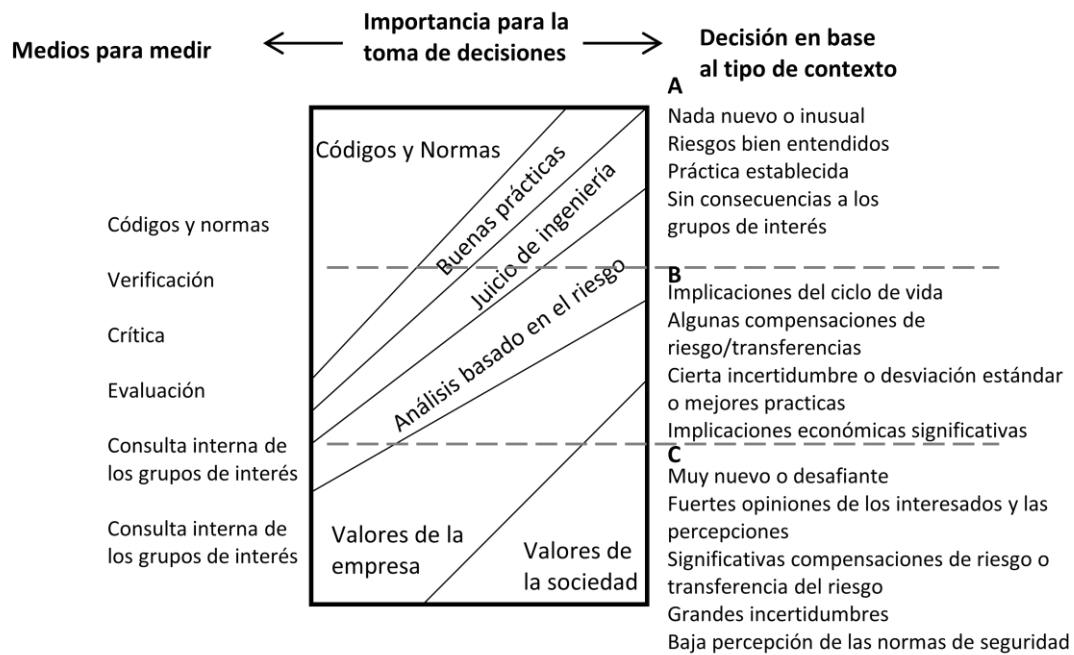 Medios para medir
Importancia para la
toma de decisiones
Decisión en base
al tipo de contexto
Códigos y normas
Verificación
Crítica
Evaluación
Consulta interna de
los grupos de interés
Consulta interna de
los grupos de interés
Códigos y Normas
Buenas prácticas
Juicio de ingeniería
Análisis basado en el riesgo
Valores de la
empresa
Valores de
la sociedad
A
Nada nuevo o inusual
Riesgos bien entendidos
Práctica establecida
Sin consecuencias a los
grupos de interés
B
Implicaciones del ciclo de vida
Algunas compensaciones de
riesgo/transferencias
Cierta incertidumbre o desviación estándar
o mejores practicas
Implicaciones económicas significativas
C
Muy nuevo o desafiante
Fuertes opiniones de los interesados y las
percepciones
Significativas compensaciones de riesgo o
transferencia del riesgo
Grandes incertidumbres
Baja percepción de las normas de seguridad